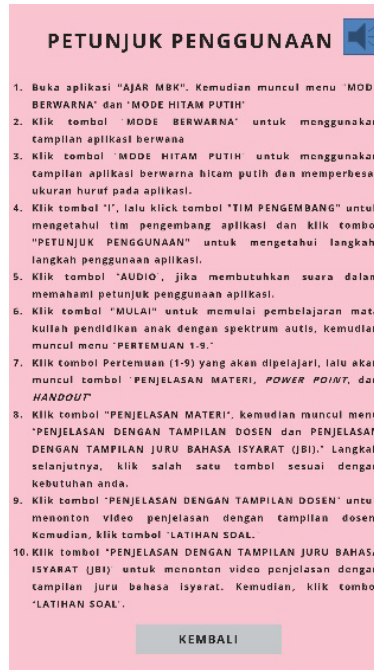 PETUNJUK PENGGUNAAN
1. Buka aplikasi "AJAR MBK". Kemudian muncul menu "MOD
BERWARNA" dan "MODE HITAM PUTIH"
2. Klik tombol "MODE BERWARNA" untuk menggunaka
tampilan aplikasi berwana
3. Klik tombol "MODE HITAM PUTIH" untuk menggunaka
tampilan aplikasi berwarna hitam putih dan memperbesa
ukuran huruf pada aplikasi.
4. Klik tombol "I", lalu klick tombol "TIM PENGEMBANG" untu
mengetahui tim pengembang aplikasi dan klik tombo
"PETUNJUK PENGGUNAAN" untuk mengetahui langkah
langkah penggunaan aplikasi.
5. Klik tombol "AUDIO", jika membutuhkan suara dalam
memahami petunjuk penggunaan aplikasi.
6. Klik tombol "MULAI" untuk memulai pembelajaran mata
kuliah pendidikan anak dengan spektrum autis, kemudian
muncul menu "PERTEMUAN 1-9."
7. Klik tombol Pertemuan (1-9) yang akan dipelajari, lalu akan
muncul tombol "PENJELASAN MATERI, POWER POINT, dan
HANDOUT"
8. Klik tombol "PENJELASAN MATERI", kemudian muncul menu
"PENJELASAN DENGAN TAMPILAN DOSEN dan PENJELASAN
DENGAN TAMPILAN JURU BAHASA ISYARAT (JBI)." Langkah
selanjutnya, klik salah satu tombol sesuai dengan
kebutuhan anda.
9. Klik tombol "PENJELASAN DENGAN TAMPILAN DOSEN" untu
menonton video penjelasan dengan tampilan dosen
Kemudian, klik tombol "LATIHAN SOAL."
10. Klik tombol "PENJELASAN DENGAN TAMPILAN JURU BAHASA
ISYARAT (JBI)" untuk menonton video penjelasan dengan
tampilan juru bahasa isyarat. Kemudian, klik tombo
"LATIHAN SOAL".
KEMBALI